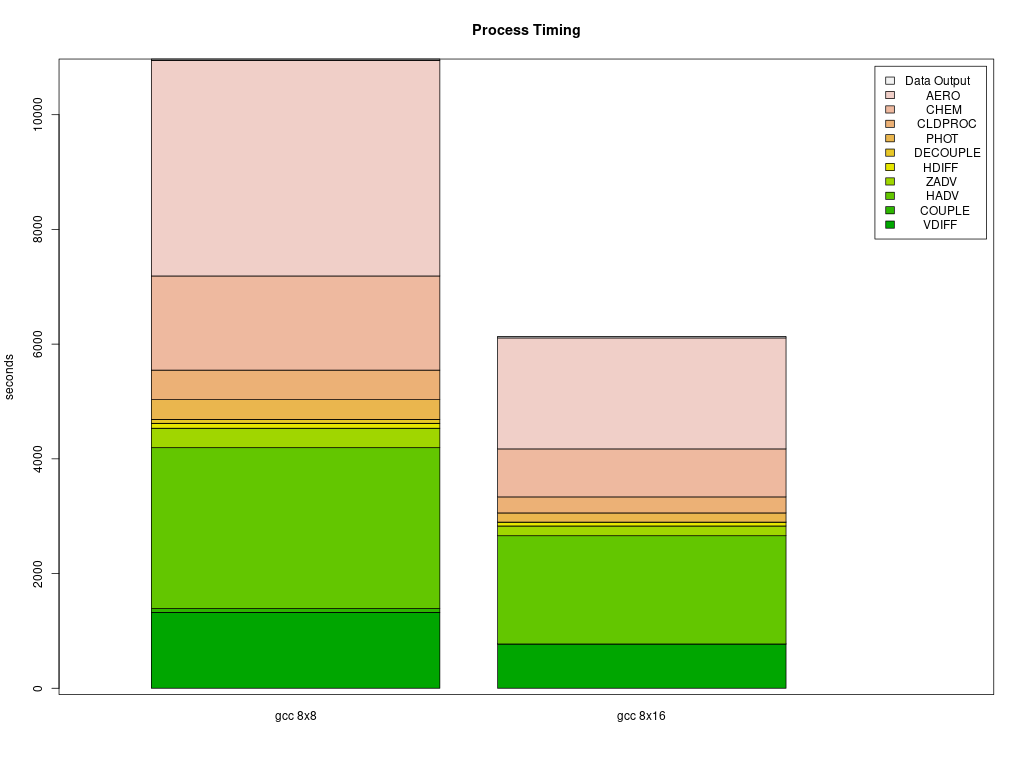 Process Timing
seconds
10000
8000
6000
4000
2000
0
Data Output
AERO
CHEM
CLDPROC
PHOT
DECOUPLE
HDIFF
ZADV
HADV
COUPLE
VDIFF
gcc 8x8
gcc 8x16